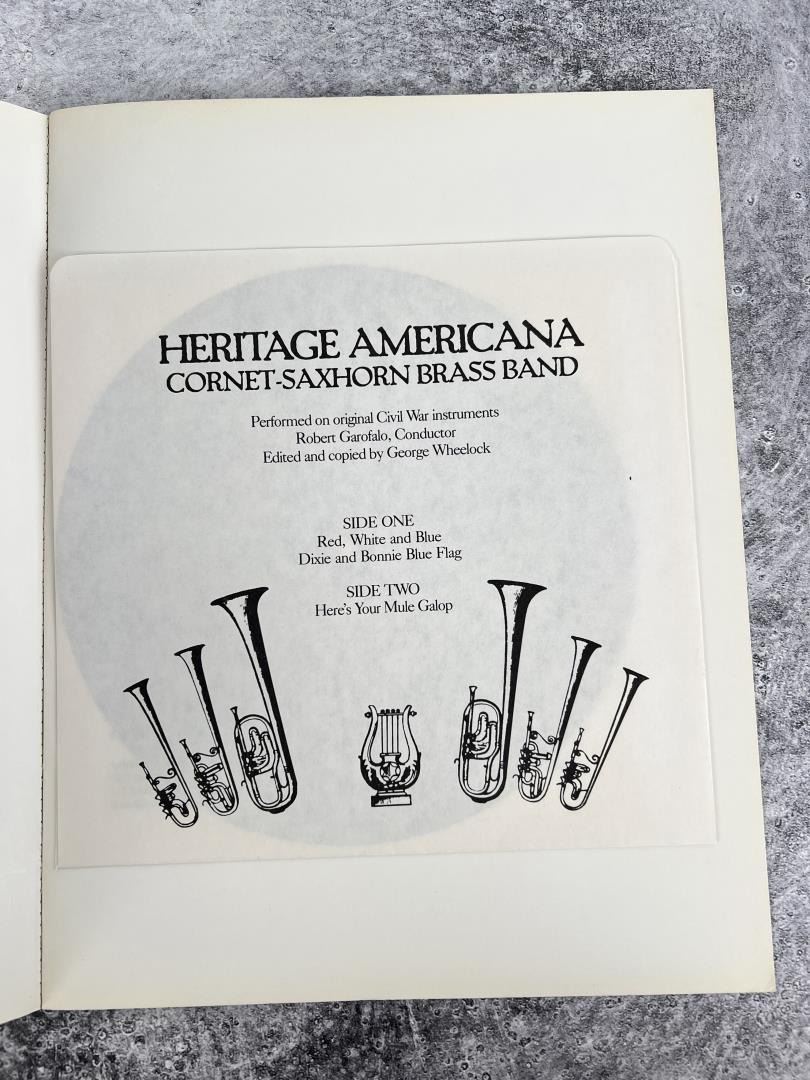 HERITAGE AMERICANA
CORNET-SAXHORN BRASS BAND
Performed on original Civil War instruments
Robert Garofalo, Conductor
Edited and copied by George Wheelock
SIDE ONE
Red, White and Blue
Dixie and Bonnie Blue Flag
SIDE TWO
Here's Your Mule Galop